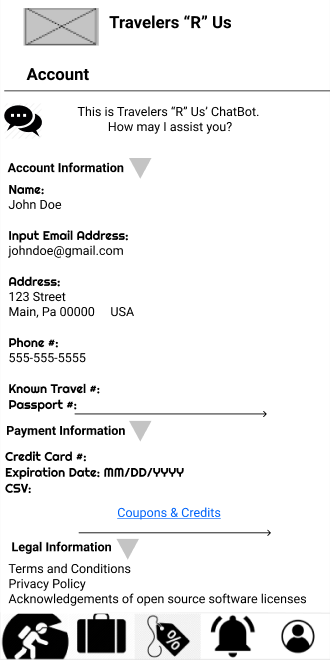 Travelers “R” Us
Account
This is Travelers “R” Us’ ChatBot.
How may I assist you?
Account Information
Name:
John Doe
Input Email Address:
johndoe@gmail.com
Address:
123 Street
Main, Pa 00000 USA
Phone #:
555-555-5555
Known Travel #:
Passport #:
Payment Information
Credit Card #:
Expiration Date: MM/DD/YYYY
CSV:
Coupons & Credits
Legal Information
Terms and Conditions
Privacy Policy
Acknowledgements of open source software licenses
%